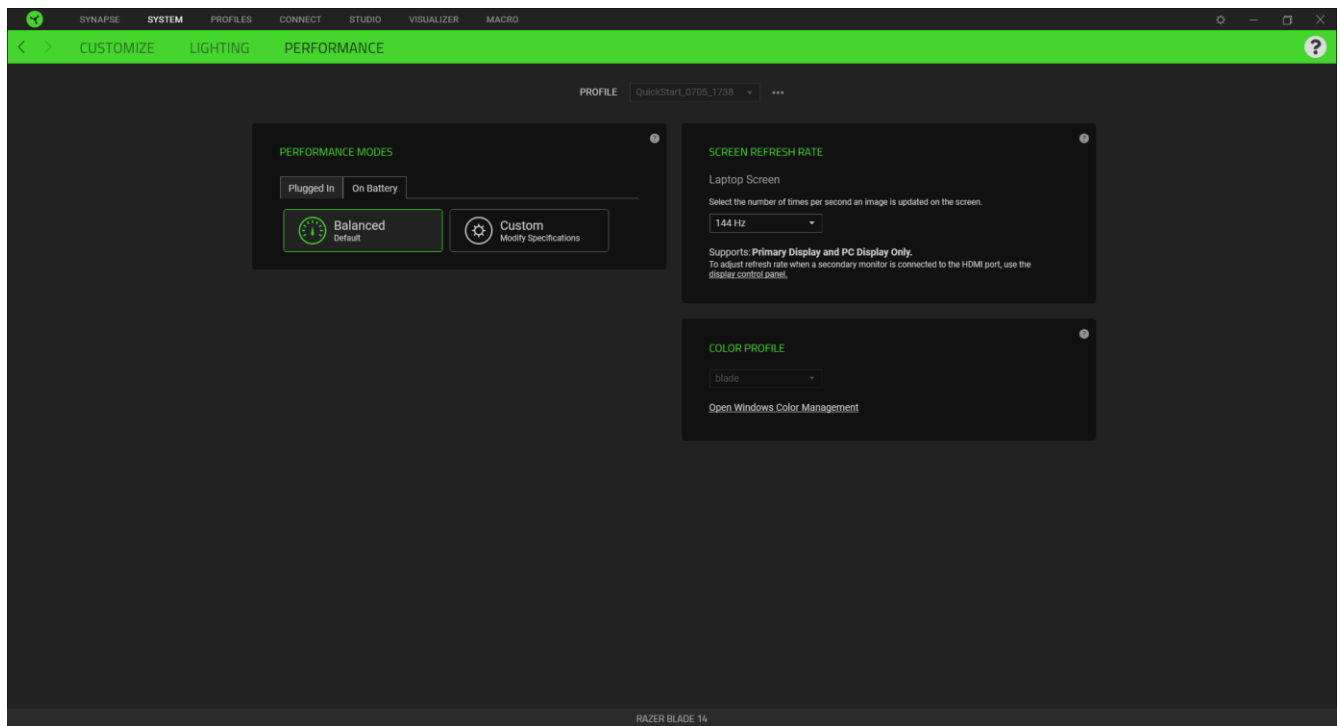 SYNAPSE SYSTEM PROFILES CONNECT STUDIO VISUALIZER MACRO
CUSTOMIZE LIGHTING PERFORMANCE ?
PROFILE QuickStart_0705_1738
PERFORMANCE MODES
Plugged In On Battery
Balanced
Default
Custom
Modify Specifications
SCREEN REFRESH RATE
Laptop Screen
Select the number of times per second an image is updated on the screen.
144 Hz
Supports: Primary Display and PC Display Only.
To adjust refresh rate when a secondary monitor is connected to the HDMI port, use the
display control panel.
COLOR PROFILE
blade
Open Windows Color Management
RAZER BLADE 14